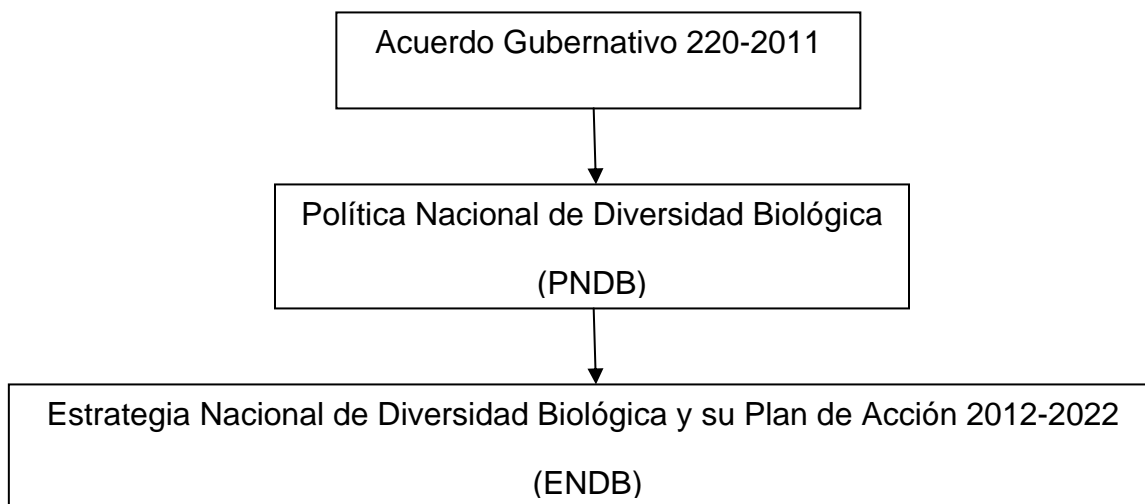 Acuerdo Gubernativo 220-2011
Política Nacional de Diversidad Biológica
(PNDB)
Estrategia Nacional de Diversidad Biológica y su Plan de Acción 2012-2022
(ENDB)